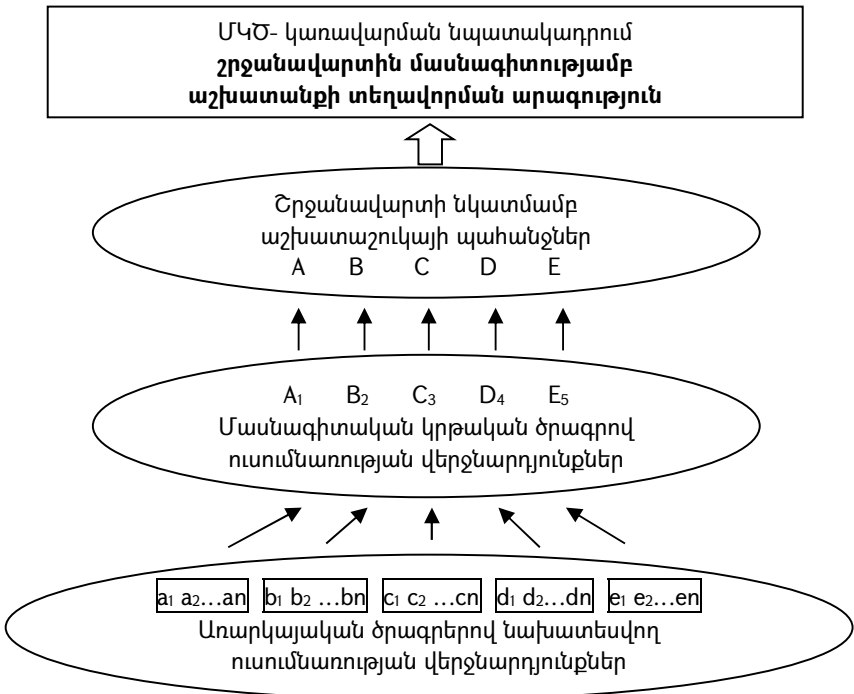 ՄԿԾ- կառավարման նպատակադրում
շրջանավարտին մասնագիտությամբ
աշխատանքի տեղավորման արագություն
Շրջանավարտի նկատմամբ
աշխատաշուկայի պահանջներ
A B C D E
A₁ B₂ C₃ D₄ E₅
Մասնագիտական կրթական ծրագրով
ուսումնառության վերջնարդյունքներ
a₁ a₂…an b₁ b₂ …bn c₁ c₂ …cn d₁ d₂…dn e₁ e₂…en
Առարկայական ծրագրերով նախատեսվող
ուսումնառության վերջնարդյունքներ